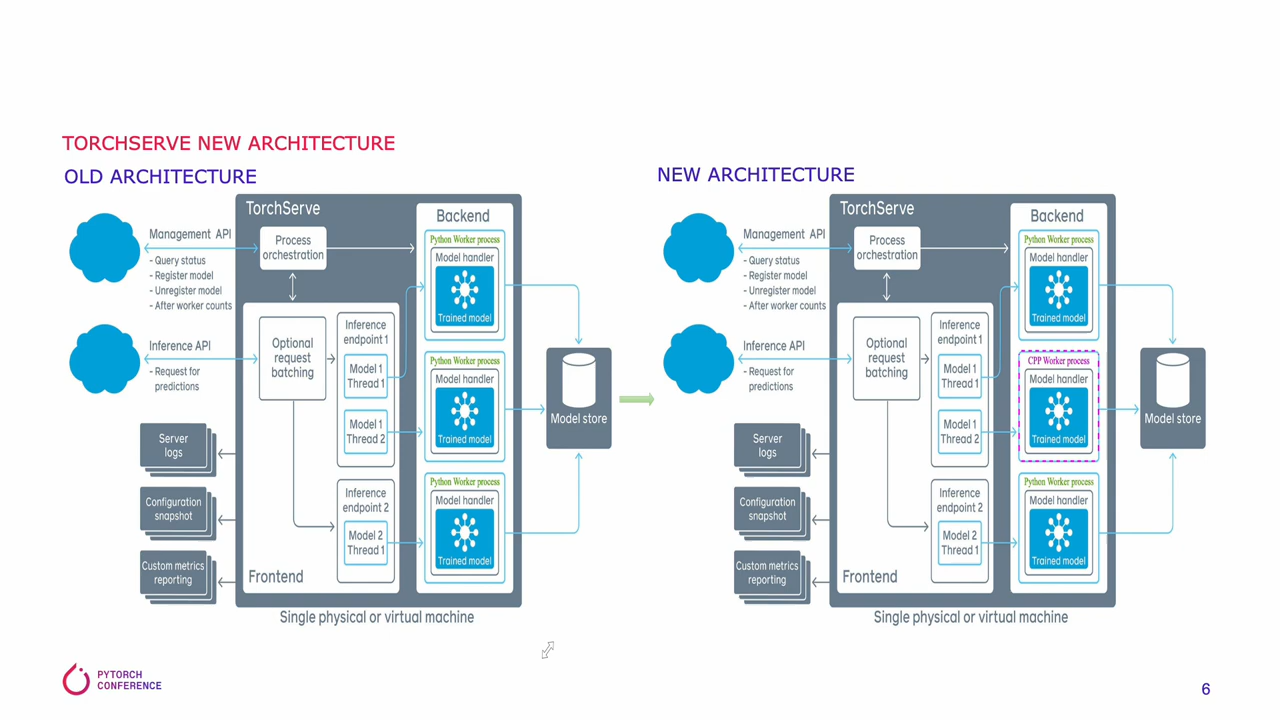 TORCHSERVE NEW ARCHITECTURE
OLD ARCHITECTURE
TorchServe
Backend
Management API
- Query status
- Register model
- Unregister model
- After worker counts
Process
orchestration
Python Worker process
Model handler
Trained model
Inference API
- Request for
predictions
Optional
request
batching
Inference
endpoint 1
Model 1
Thread 1
Model 1
Thread 2
Python Worker process
Model handler
Trained model
Model store
Server
logs
Configuration
snapshot
Custom metrics
reporting
Inference
endpoint 2
Model 2
Thread 1
Python Worker process
Model handler
Trained model
Frontend
Single physical or virtual machine
NEW ARCHITECTURE
TorchServe
Backend
Management API
- Query status
- Register model
- Unregister model
- After worker counts
Process
orchestration
Python Worker process
Model handler
Trained model
Inference API
- Request for
predictions
Optional
request
batching
Inference
endpoint 1
Model 1
Thread 1
Model 1
Thread 2
CPP Worker process
Model handler
Trained model
Model store
Server
logs
Configuration
snapshot
Custom metrics
reporting
Inference
endpoint 2
Model 2
Thread 1
Python Worker process
Model handler
Trained model
Frontend
Single physical or virtual machine
PYTORCH
CONFERENCE
6